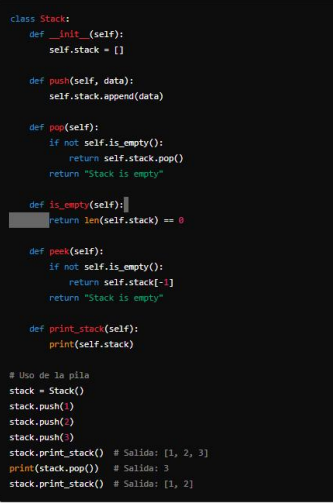 class Stack:
    def __init__(self):
        self.stack = []

    def push(self, data):
        self.stack.append(data)

    def pop(self):
        if not self.is_empty():
            return self.stack.pop()
        return "Stack is empty"

    def is_empty(self):
        return len(self.stack) == 0

    def peek(self):
        if not self.is_empty():
            return self.stack[-1]
        return "Stack is empty"

    def print_stack(self):
        print(self.stack)

# Uso de la pila
stack = Stack()
stack.push(1)
stack.push(2)
stack.push(3)
stack.print_stack()  # Salida: [1, 2, 3]
print(stack.pop())   # Salida: 3
stack.print_stack()  # Salida: [1, 2]